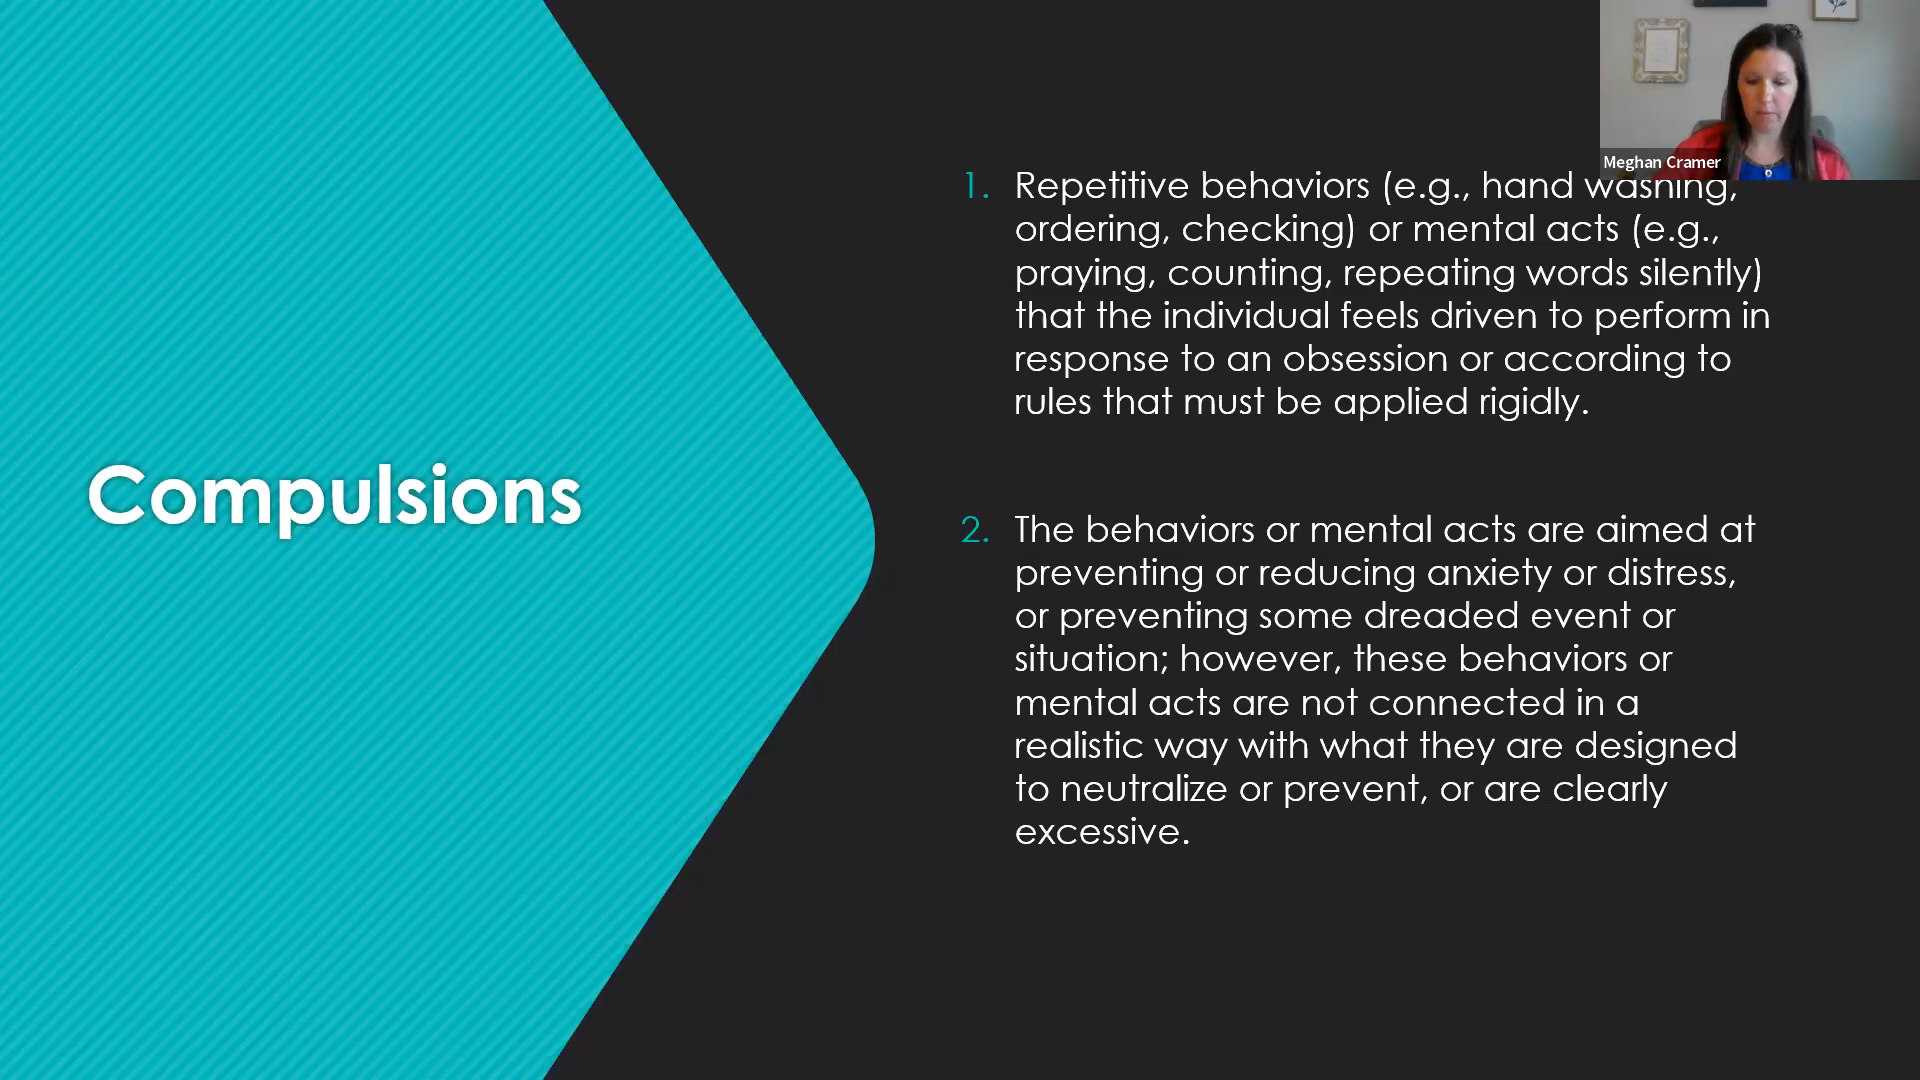 Meghan Cramer
Compulsions
1. Repetitive behaviors (e.g., hand washing,
ordering, checking) or mental acts (e.g.,
praying, counting, repeating words silently)
that the individual feels driven to perform in
response to an obsession or according to
rules that must be applied rigidly.
2. The behaviors or mental acts are aimed at
preventing or reducing anxiety or distress,
or preventing some dreaded event or
situation; however, these behaviors or
mental acts are not connected in a
realistic way with what they are designed
to neutralize or prevent, or are clearly
excessive.